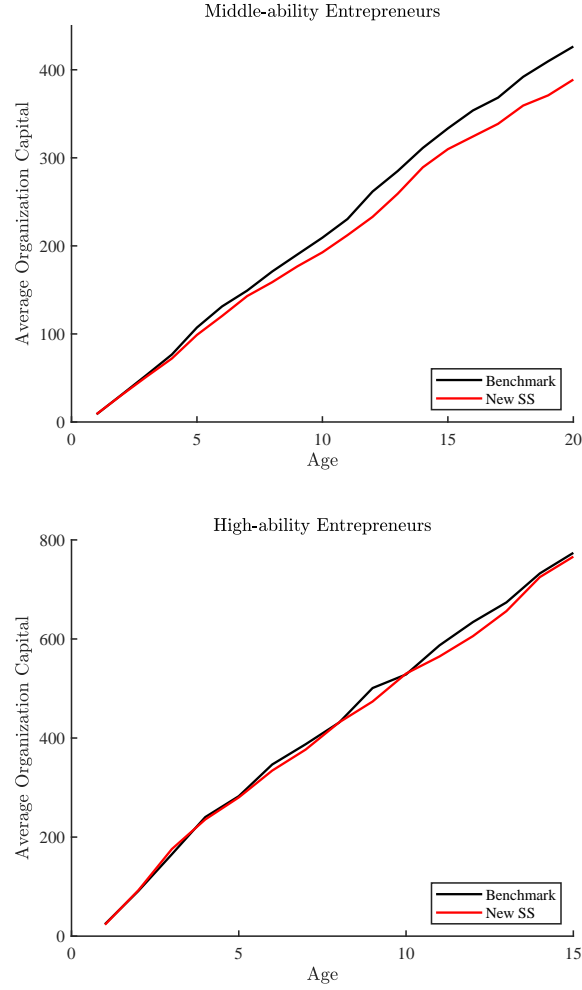 Middle-ability Entrepreneurs
Average Organization Capital
400
300
200
100
0
0 5 10 15 20
Age
Benchmark
New SS
High-ability Entrepreneurs
Average Organization Capital
800
600
400
200
0
0 5 10 15
Age
Benchmark
New SS